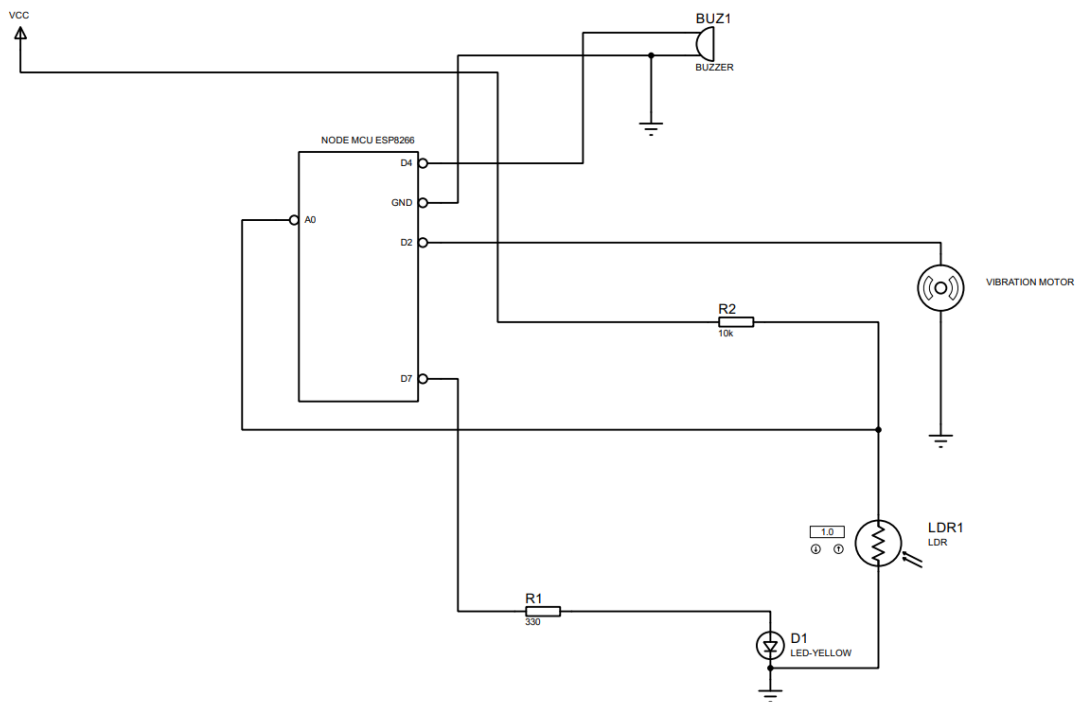 VCC
BUZ1
BUZZER
NODE MCU ESP8266
D4
GND
A0
D2
VIBRATION MOTOR
R2
10k
D7
1.0
LDR1
LDR
R1
330
D1
LED-YELLOW